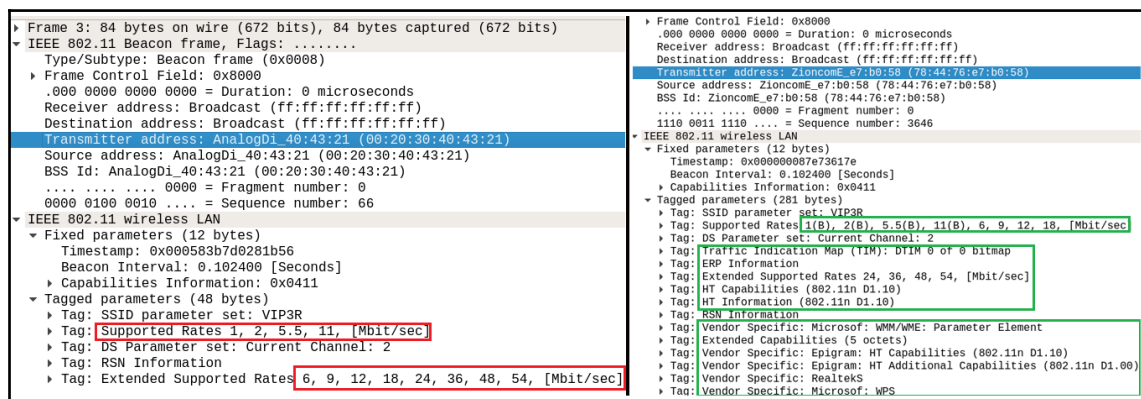 Frame 3: 84 bytes on wire (672 bits), 84 bytes captured (672 bits)
IEEE 802.11 Beacon frame, Flags: ........
Type/Subtype: Beacon frame (0x0008)
Frame Control Field: 0x8000
.000 0000 0000 0000 = Duration: 0 microseconds
Receiver address: Broadcast (ff:ff:ff:ff:ff:ff)
Destination address: Broadcast (ff:ff:ff:ff:ff:ff)
Transmitter address: AnalogDi_40:43:21 (00:20:30:40:43:21)
Source address: AnalogDi_40:43:21 (00:20:30:40:43:21)
BSS Id: AnalogDi_40:43:21 (00:20:30:40:43:21)
.... .... .... 0000 = Fragment number: 0
0000 0100 0010 .... = Sequence number: 66
IEEE 802.11 wireless LAN
Fixed parameters (12 bytes)
Timestamp: 0x000583b7d0281b56
Beacon Interval: 0.102400 [Seconds]
Capabilities Information: 0x0411
Tagged parameters (48 bytes)
Tag: SSID parameter set: VIP3R
Tag: Supported Rates 1, 2, 5.5, 11, [Mbit/sec]
Tag: DS Parameter set: Current Channel: 2
Tag: RSN Information
Tag: Extended Supported Rates 6, 9, 12, 18, 24, 36, 48, 54, [Mbit/sec]
Frame Control Field: 0x8000
.000 0000 0000 0000 = Duration: 0 microseconds
Receiver address: Broadcast (ff:ff:ff:ff:ff:ff)
Destination address: Broadcast (ff:ff:ff:ff:ff:ff)
Transmitter address: ZioncomE_e7:b0:58 (78:44:76:e7:b0:58)
Source address: ZioncomE_e7:b0:58 (78:44:76:e7:b0:58)
BSS Id: ZioncomE_e7:b0:58 (78:44:76:e7:b0:58)
.... .... .... 0000 = Fragment number: 0
1110 0011 1110 .... = Sequence number: 3646
IEEE 802.11 wireless LAN
Fixed parameters (12 bytes)
Timestamp: 0x000000087e73617e
Beacon Interval: 0.102400 [Seconds]
Capabilities Information: 0x0411
Tagged parameters (281 bytes)
Tag: SSID parameter set: VIP3R
Tag: Supported Rates 1(B), 2(B), 5.5(B), 11(B), 6, 9, 12, 18, [Mbit/sec
Tag: DS Parameter set: Current Channel: 2
Tag: Traffic Indication Map (TIM): DTIM 0 of 0 bitmap
Tag: ERP Information
Tag: Extended Supported Rates 24, 36, 48, 54, [Mbit/sec]
Tag: HT Capabilities (802.11n D1.10)
Tag: HT Information (802.11n D1.10)
Tag: RSN Information
Tag: Vendor Specific: Microsof: WMM/WME: Parameter Element
Tag: Extended Capabilities (5 octets)
Tag: Vendor Specific: Epigram: HT Capabilities (802.11n D1.10)
Tag: Vendor Specific: Epigram: HT Additional Capabilities (802.11n D1.00)
Tag: Vendor Specific: RealtekS
Tag: Vendor Specific: Microsof: WPS